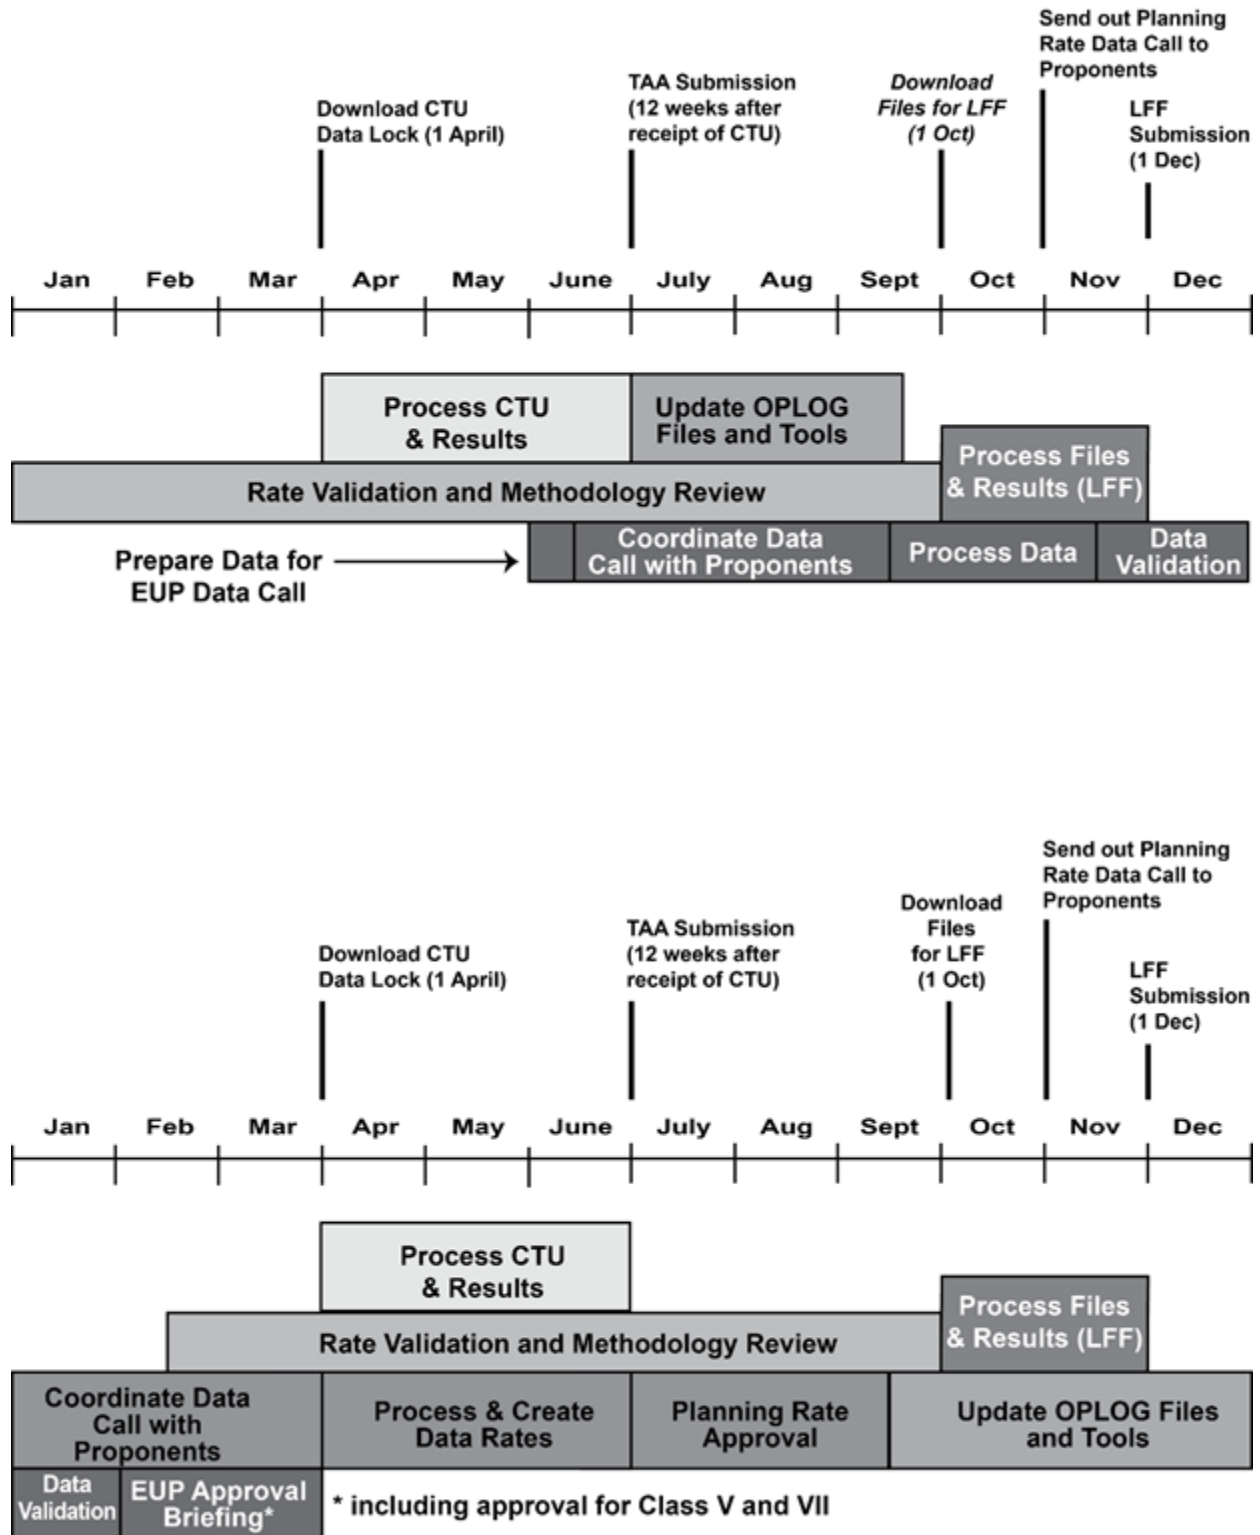 Send out Planning
Rate Data Call to
Proponents
TAA Submission
(12 weeks after
receipt of CTU)
Download
Files for LFF
(1 Oct)
Download CTU
Data Lock (1 April)
LFF
Submission
(1 Dec)
Jan Feb Mar Apr May June July Aug Sept Oct Nov Dec
Process CTU
& Results
Update OPLOG
Files and Tools
Process Files
& Results (LFF)
Rate Validation and Methodology Review
Prepare Data for
EUP Data Call
Coordinate Data
Call with Proponents
Process Data
Data
Validation
Send out Planning
Rate Data Call to
Proponents
Download
Files
for LFF
(1 Oct)
TAA Submission
(12 weeks after
receipt of CTU)
Download CTU
Data Lock (1 April)
LFF
Submission
(1 Dec)
Jan Feb Mar Apr May June July Aug Sept Oct Nov Dec
Process CTU
& Results
Process Files
& Results (LFF)
Rate Validation and Methodology Review
Coordinate Data
Call with
Proponents
Process & Create
Data Rates
Planning Rate
Approval
Update OPLOG Files
and Tools
Data
Validation
EUP Approval
Briefing*
* including approval for Class V and VII